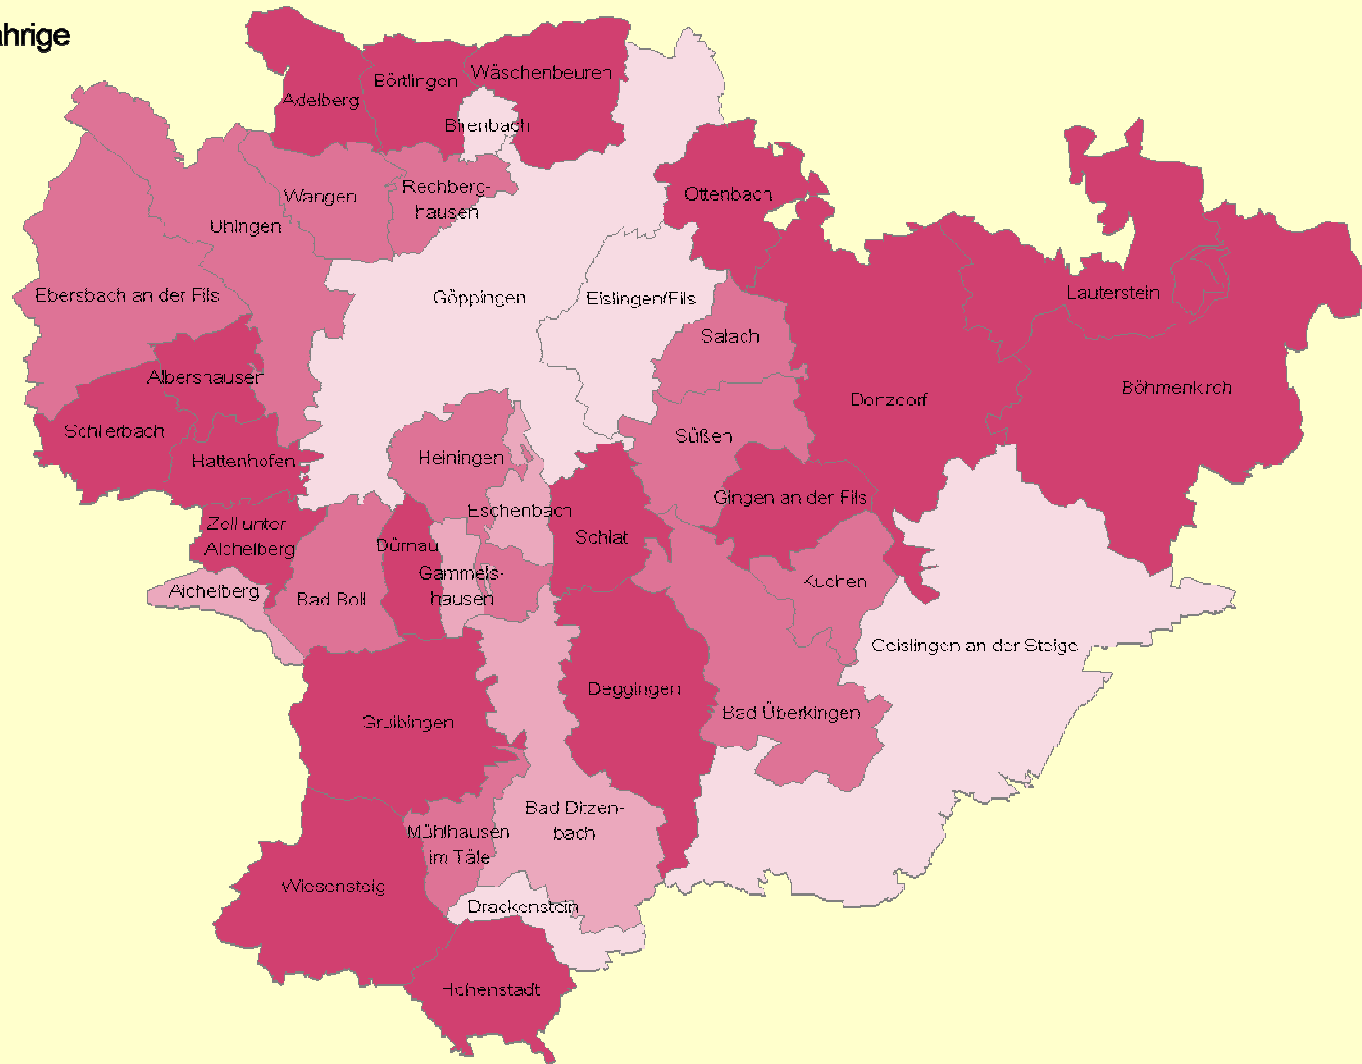 ahrige
Wäschenbeuren
Börtlingen
Adelberg
Birenbach
Rechberg-
hausen
Wangen
Ottenbach
Uhingen
Ebersbach an der Fils
Göppingen
Eislingen/Fils
Lauterstein
Salach
Albershausen
Böhmenkirch
Donzdorf
Schlierbach
Süßen
Heiningen
Hattenhofen
Gingen an der Fils
Eschenbach
Zell unter
Aichelberg
Schlat
Dürnau
Gammels-
hausen
Kuchen
Aichelberg
Bad Boll
Geislingen an der Steige
Deggingen
Bad Überkingen
Gruibingen
Bad Ditzen-
bach
Mühlhausen
im Täle
Wiesensteig
Drackenstein
Hohenstadt